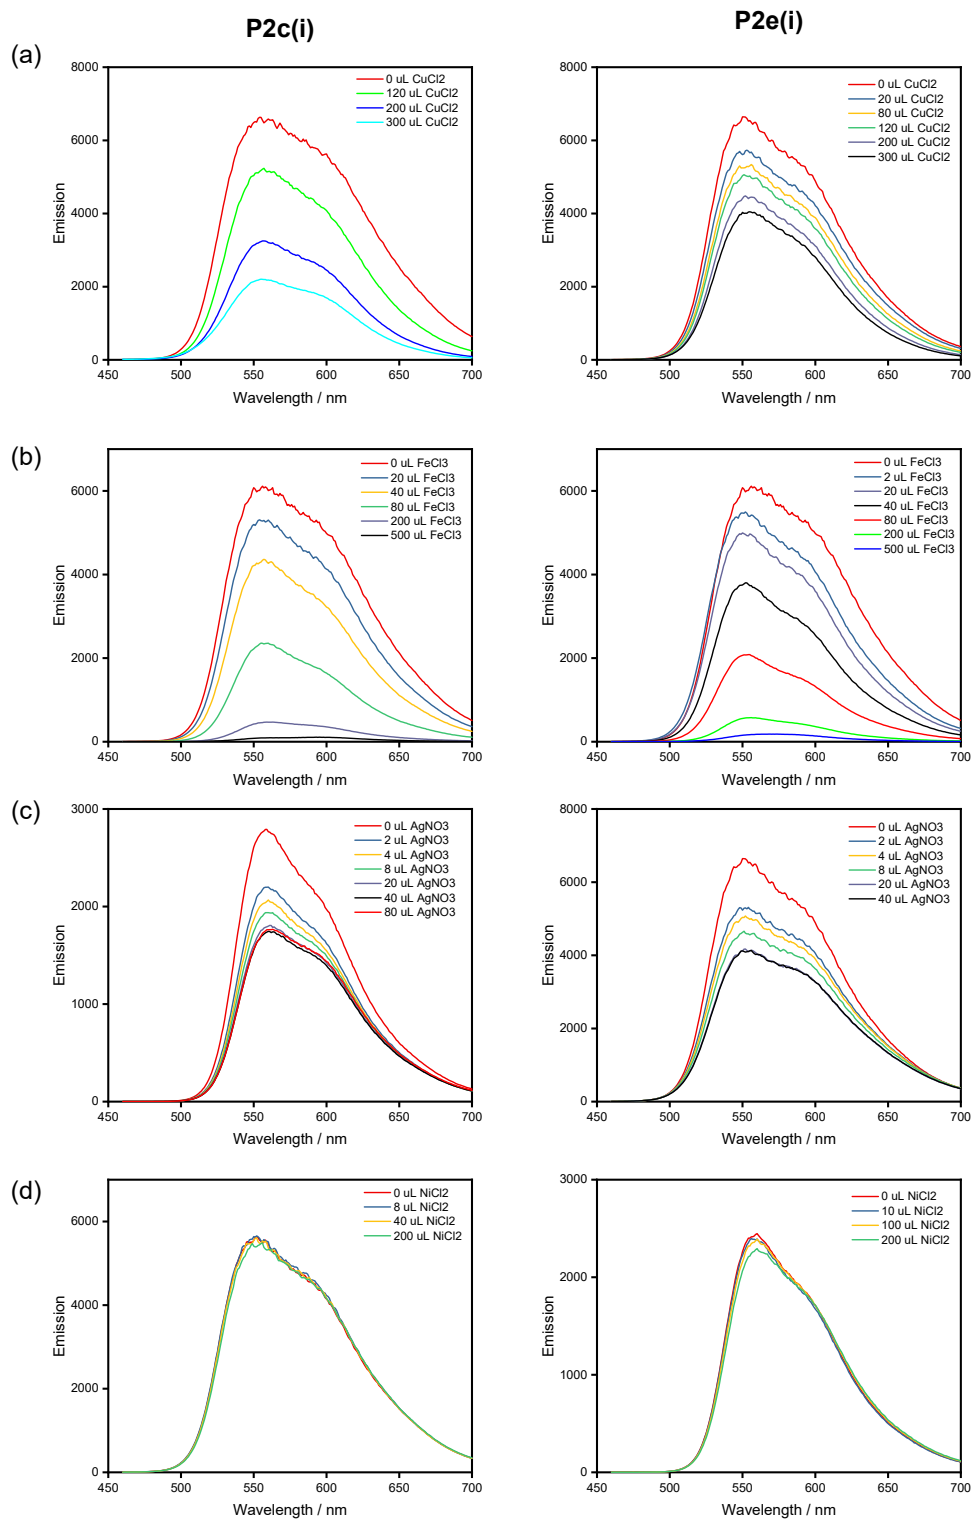 P2c(i)
P2e(i)
(a)
8000
6000
4000
2000
0
Emission
450 500 550 600 650 700
Wavelength / nm
0 uL CuCl2
120 uL CuCl2
200 uL CuCl2
300 uL CuCl2
8000
6000
4000
2000
0
Emission
450 500 550 600 650 700
Wavelength / nm
0 uL CuCl2
20 uL CuCl2
80 uL CuCl2
120 uL CuCl2
200 uL CuCl2
300 uL CuCl2
(b)
6000
4000
2000
0
Emission
450 500 550 600 650 700
Wavelength / nm
0 uL FeCl3
20 uL FeCl3
40 uL FeCl3
80 uL FeCl3
200 uL FeCl3
500 uL FeCl3
6000
4000
2000
0
Emission
450 500 550 600 650 700
Wavelength / nm
0 uL FeCl3
2 uL FeCl3
20 uL FeCl3
40 uL FeCl3
80 uL FeCl3
200 uL FeCl3
500 uL FeCl3
(c)
3000
2000
1000
0
Emission
450 500 550 600 650 700
Wavelength / nm
0 uL AgNO3
2 uL AgNO3
4 uL AgNO3
8 uL AgNO3
20 uL AgNO3
40 uL AgNO3
80 uL AgNO3
8000
6000
4000
2000
0
Emission
450 500 550 600 650 700
Wavelength / nm
0 uL AgNO3
2 uL AgNO3
4 uL AgNO3
8 uL AgNO3
20 uL AgNO3
40 uL AgNO3
(d)
6000
4000
2000
0
Emission
450 500 550 600 650 700
Wavelength / nm
0 uL NiCl2
8 uL NiCl2
40 uL NiCl2
200 uL NiCl2
3000
2000
1000
0
Emission
450 500 550 600 650 700
Wavelength / nm
0 uL NiCl2
10 uL NiCl2
100 uL NiCl2
200 uL NiCl2